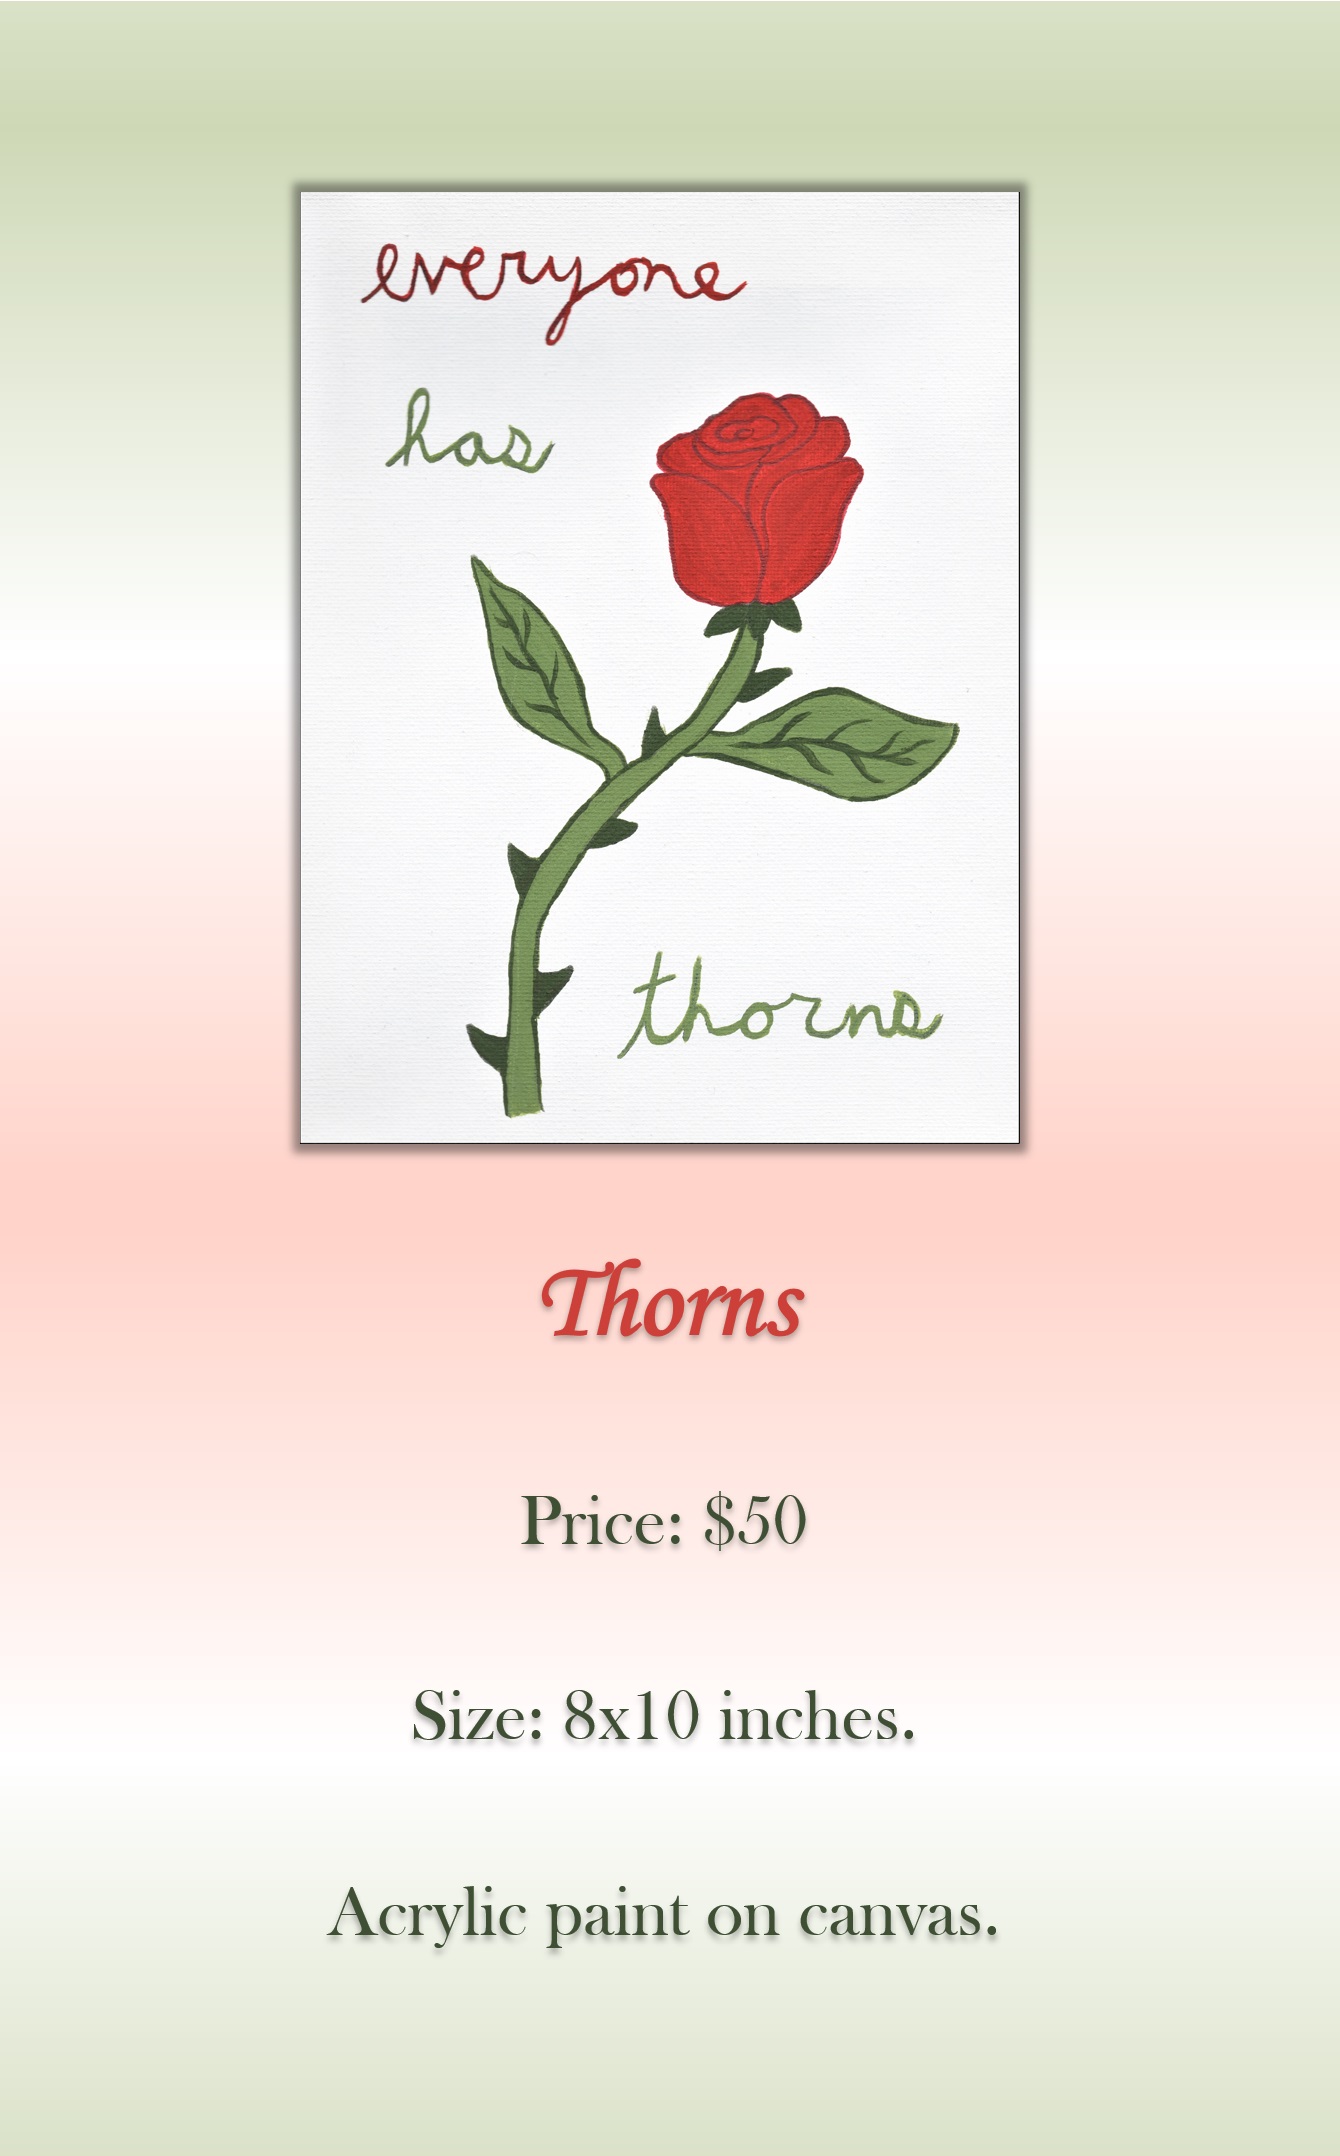 everyone
has
thorns
Thorns
Price: $50
Size: 8x10 inches.
Acrylic paint on canvas.